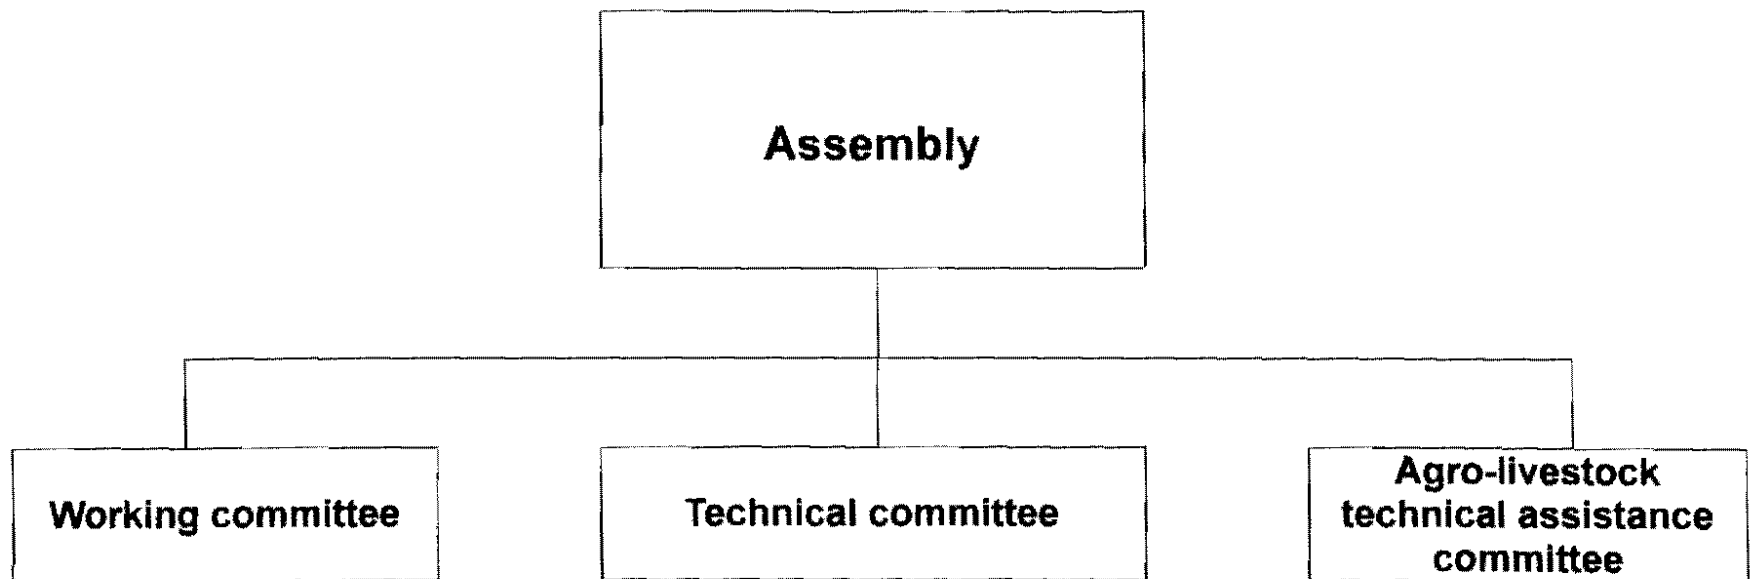 Assembly
Working committee
Technical committee
Agro-livestock
technical assistance
committee